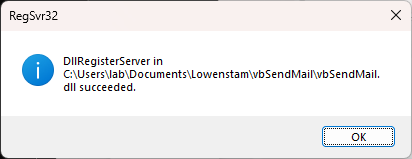 RegSvr32
DllRegisterServer in
C:\Users\lab\Documents\Lowenstam\vbSendMail\vbSendMail.
dll succeeded.
OK